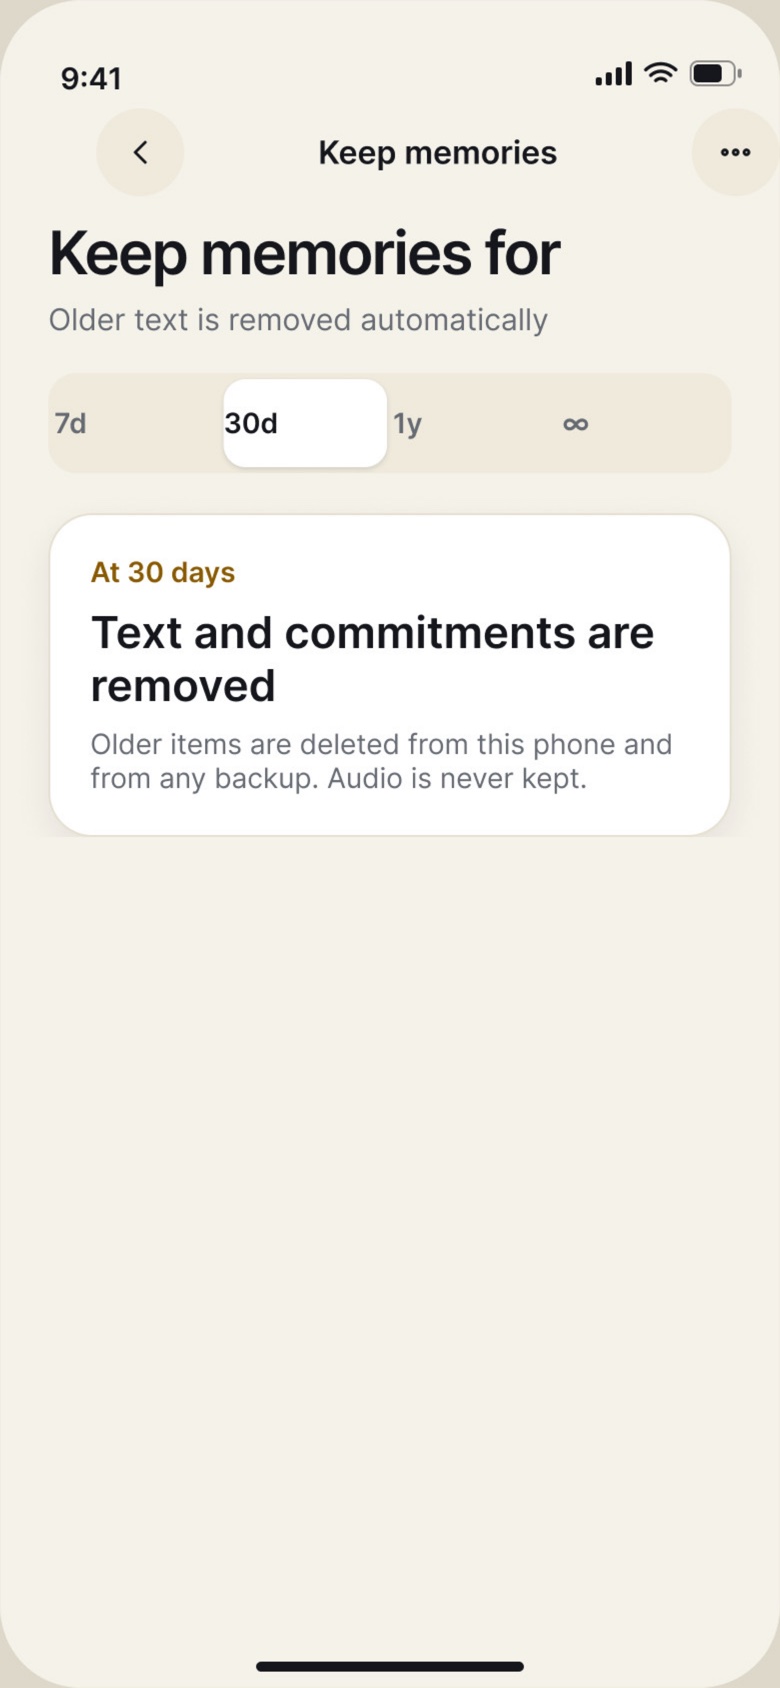 9:41
Keep memories
Keep memories for
Older text is removed automatically
7d 30d 1y ∞
At 30 days
Text and commitments are
removed
Older items are deleted from this phone and
from any backup. Audio is never kept.